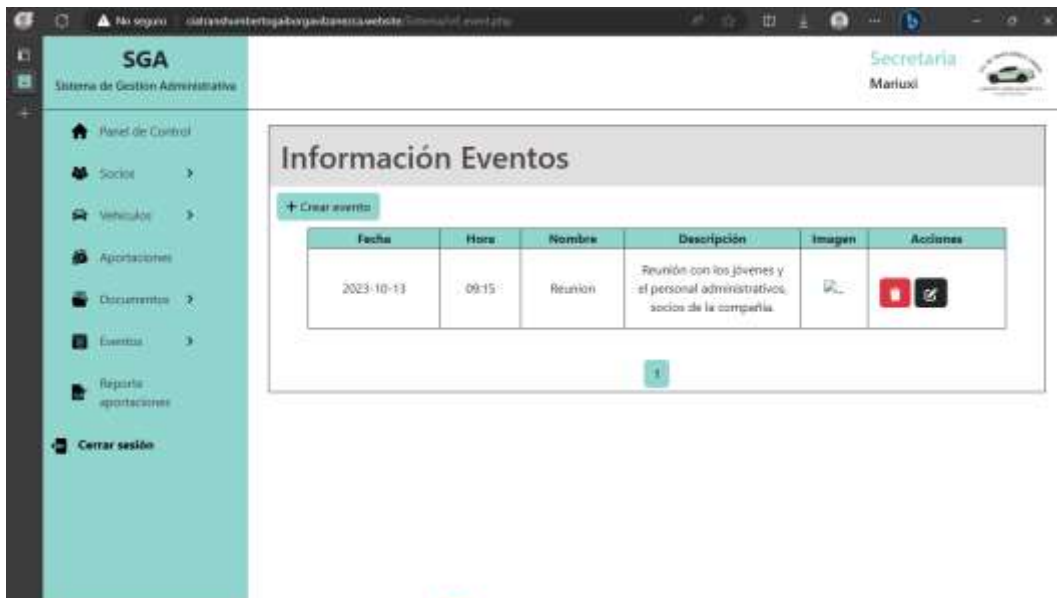 No seguro
SGA
Sistema de Gestion Administrativa
Secretaria
Mariuxi
Panel de Control
Socios
Vehiculos
Aportaciones
Documentos
Eventos
Reporte
aportaciones
Cerrar sesión
Información Eventos
+ Crear evento
Fecha Hora Nombre Descripción Imagen Acciones
2023-10-13 09:15 Reunion Reunión con los jóvenes y
el personal administrativos,
socios de la compañia.
1